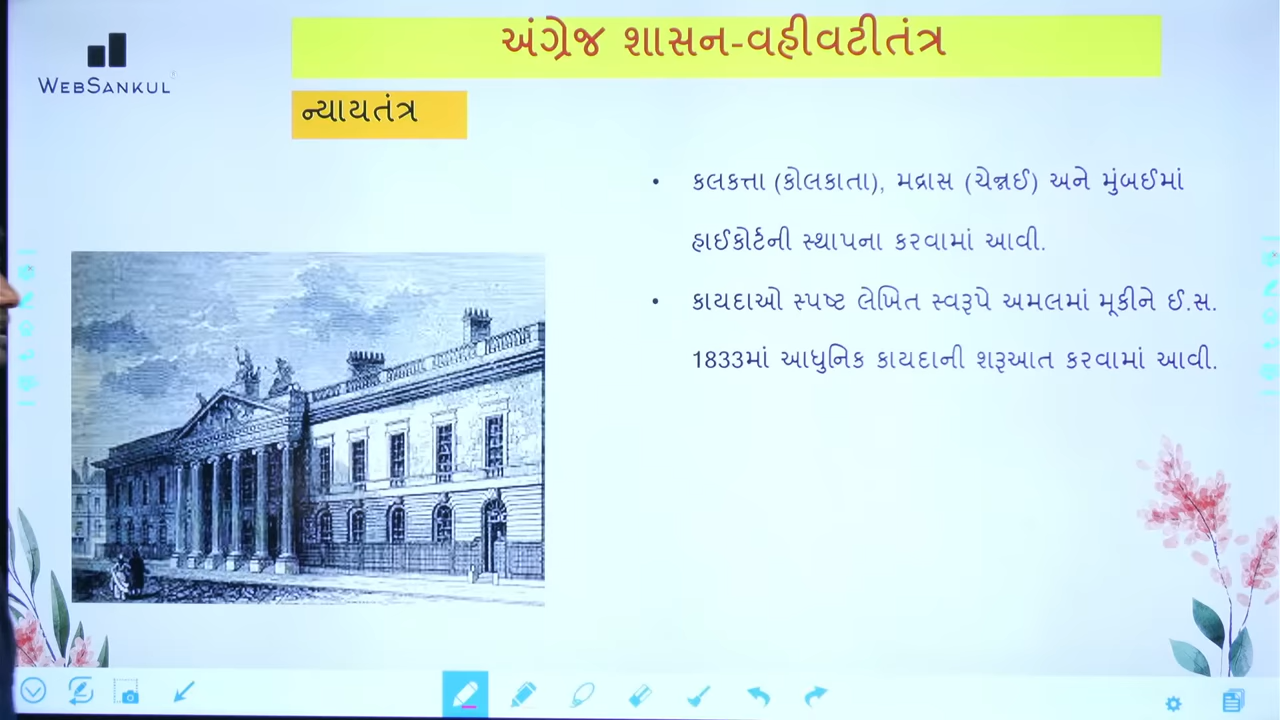 અંગ્રેજ શાસન-વહીવટીતંત્ર
WEBSANKUL
ન્યાયતંત્ર
• કલકત્તા (કોલકાતા), મદ્રાસ (ચેન્નઈ) અને મુંબઈમાં
હાઈકોર્ટની સ્થાપના કરવામાં આવી.
• કાયદાઓ સ્પષ્ટ લેખિત સ્વરૂપે અમલમાં મૂકીને ઈ.સ.
1833માં આધુનિક કાયદાની શરૂઆત કરવામાં આવી.